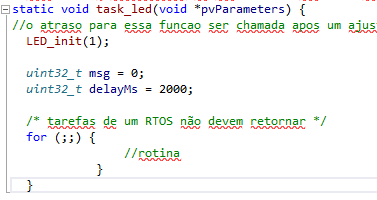 static void task_led(void *pvParameters) {
//o atraso para essa funcao ser chamada apos um ajus
LED_init(1);
uint32_t msg = 0;
uint32_t delayMs = 2000;
/* tarefas de um RTOS não devem retornar */
for (;;) {
//rotina
}
}